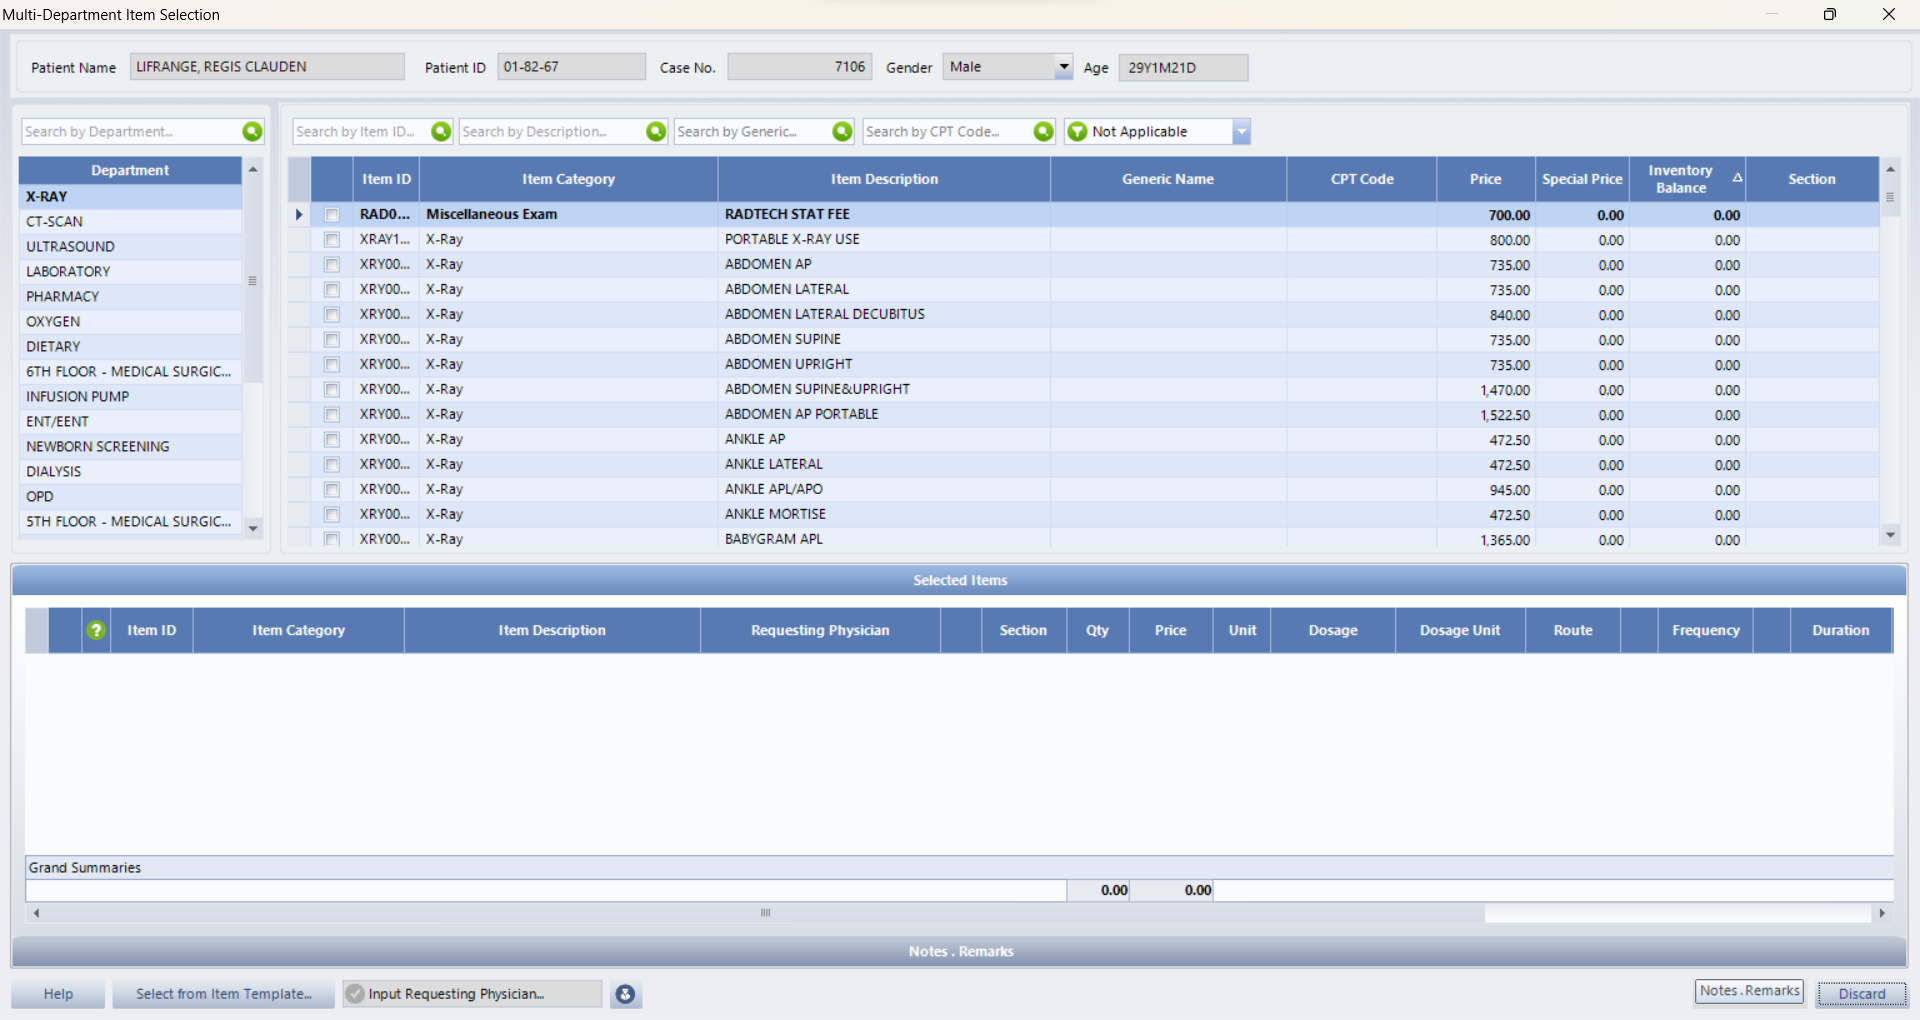 Multi-Department Item Selection
Patient Name LIFRANGE, REGIS CLAUDEN Patient ID 01-82-67 Case No. 7106 Gender Male Age 29Y1M21D
Search by Department... Search by Item ID... Search by Description... Search by Generic... Search by CPT Code... Not Applicable
Department
X-RAY
CT-SCAN
ULTRASOUND
LABORATORY
PHARMACY
OXYGEN
DIETARY
6TH FLOOR - MEDICAL SURGIC...
INFUSION PUMP
ENT/EENT
NEWBORN SCREENING
DIALYSIS
OPD
5TH FLOOR - MEDICAL SURGIC...
Item ID Item Category Item Description Generic Name CPT Code Price Special Price Inventory Balance Section
RAD0... Miscellaneous Exam RADTECH STAT FEE 700.00 0.00 0.00
XRAY1... X-Ray PORTABLE X-RAY USE 800.00 0.00 0.00
XRY00... X-Ray ABDOMEN AP 735.00 0.00 0.00
XRY00... X-Ray ABDOMEN LATERAL 735.00 0.00 0.00
XRY00... X-Ray ABDOMEN LATERAL DECUBITUS 840.00 0.00 0.00
XRY00... X-Ray ABDOMEN SUPINE 735.00 0.00 0.00
XRY00... X-Ray ABDOMEN UPRIGHT 735.00 0.00 0.00
XRY00... X-Ray ABDOMEN SUPINE&UPRIGHT 1,470.00 0.00 0.00
XRY00... X-Ray ABDOMEN AP PORTABLE 1,522.50 0.00 0.00
XRY00... X-Ray ANKLE AP 472.50 0.00 0.00
XRY00... X-Ray ANKLE LATERAL 472.50 0.00 0.00
XRY00... X-Ray ANKLE APL/APO 945.00 0.00 0.00
XRY00... X-Ray ANKLE MORTISE 472.50 0.00 0.00
XRY00... X-Ray BABYGRAM APL 1,365.00 0.00 0.00
Selected Items
? Item ID Item Category Item Description Requesting Physician Section Qty Price Unit Dosage Dosage Unit Route Frequency Duration
Grand Summaries
0.00 0.00
Notes . Remarks
Help Select from Item Template... Input Requesting Physician... Notes . Remarks Discard